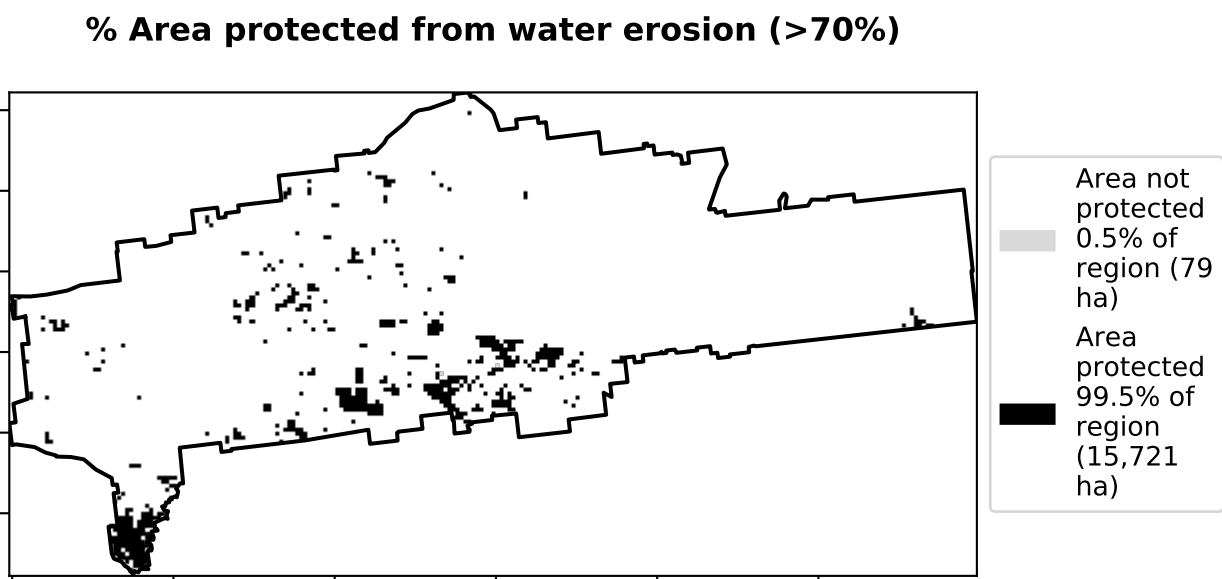 % Area protected from water erosion (>70%)
Area not
protected
0.5% of
region (79
ha)
Area
protected
99.5% of
region
(15,721
ha)